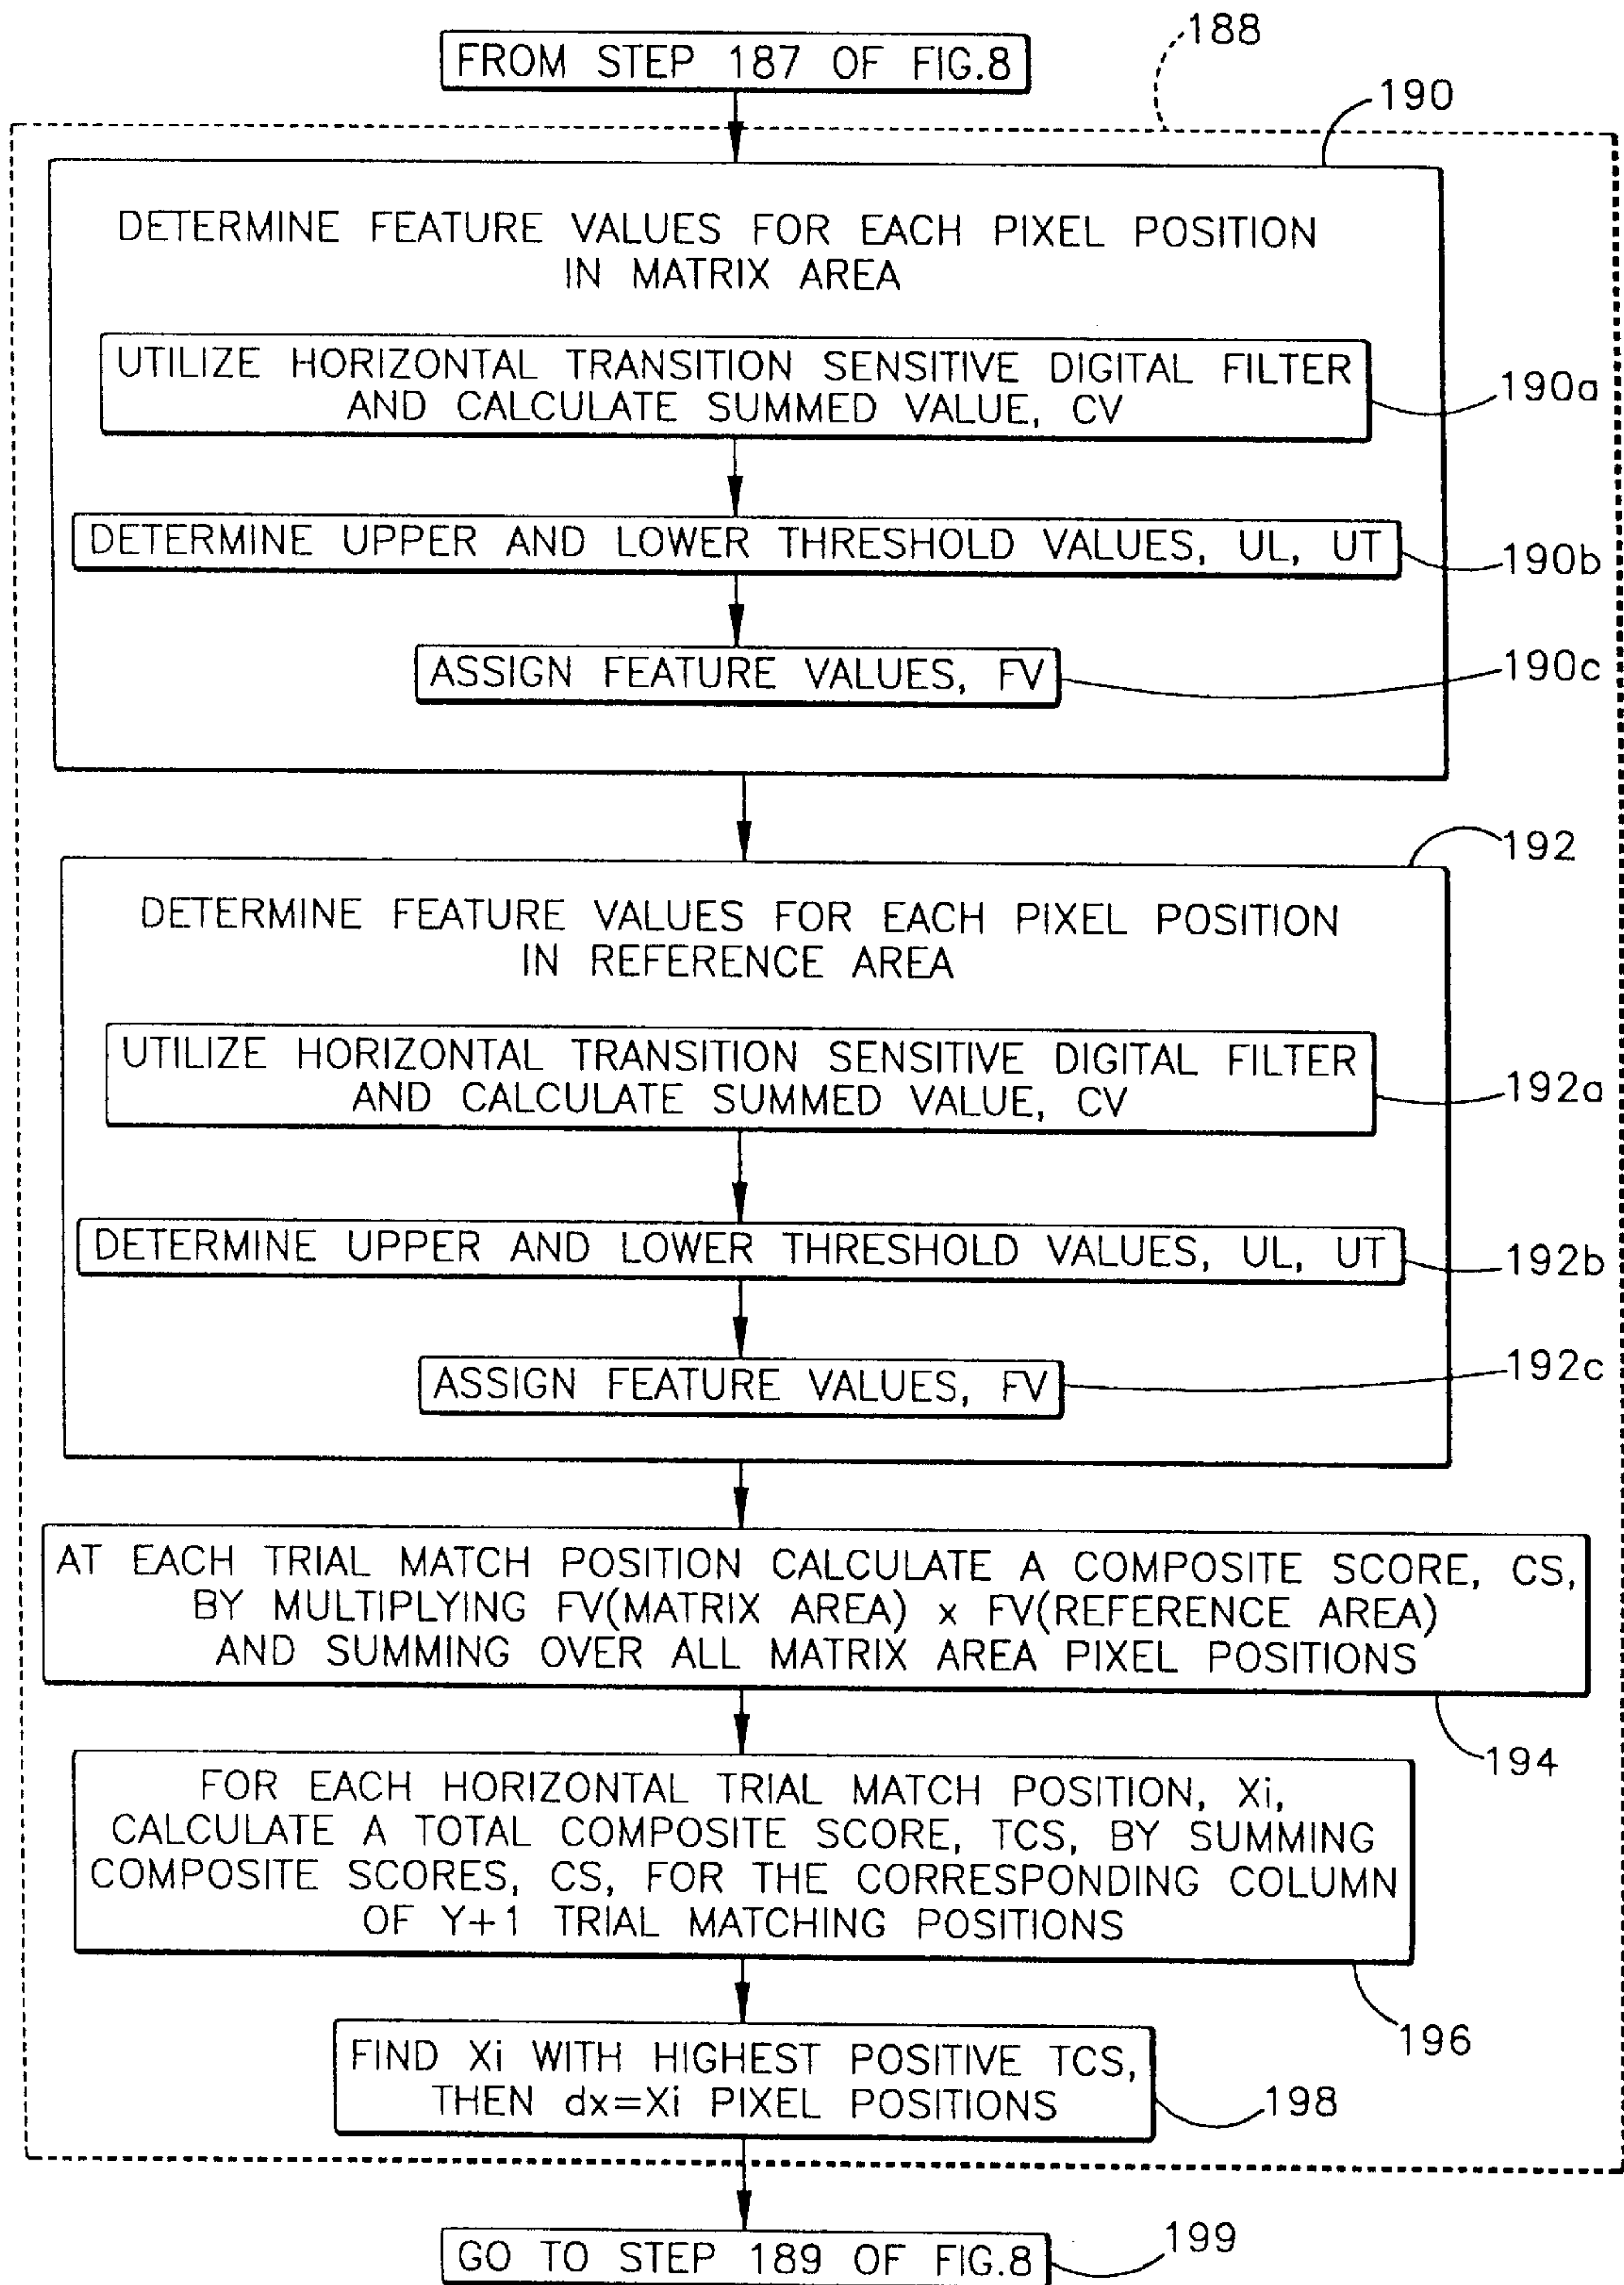 188
FROM STEP 187 OF FIG.8
190
DETERMINE FEATURE VALUES FOR EACH PIXEL POSITION
IN MATRIX AREA
UTILIZE HORIZONTAL TRANSITION SENSITIVE DIGITAL FILTER
AND CALCULATE SUMMED VALUE, CV
190a
DETERMINE UPPER AND LOWER THRESHOLD VALUES, UL, UT
190b
ASSIGN FEATURE VALUES, FV
190c
192
DETERMINE FEATURE VALUES FOR EACH PIXEL POSITION
IN REFERENCE AREA
UTILIZE HORIZONTAL TRANSITION SENSITIVE DIGITAL FILTER
AND CALCULATE SUMMED VALUE, CV
192a
DETERMINE UPPER AND LOWER THRESHOLD VALUES, UL, UT
192b
ASSIGN FEATURE VALUES, FV
192c
AT EACH TRIAL MATCH POSITION CALCULATE A COMPOSITE SCORE, CS,
BY MULTIPLYING FV(MATRIX AREA) x FV(REFERENCE AREA)
AND SUMMING OVER ALL MATRIX AREA PIXEL POSITIONS
194
FOR EACH HORIZONTAL TRIAL MATCH POSITION, Xi,
CALCULATE A TOTAL COMPOSITE SCORE, TCS, BY SUMMING
COMPOSITE SCORES, CS, FOR THE CORRESPONDING COLUMN
OF Y+1 TRIAL MATCHING POSITIONS
196
FIND Xi WITH HIGHEST POSITIVE TCS,
THEN dx=Xi PIXEL POSITIONS
198
GO TO STEP 189 OF FIG.8
199